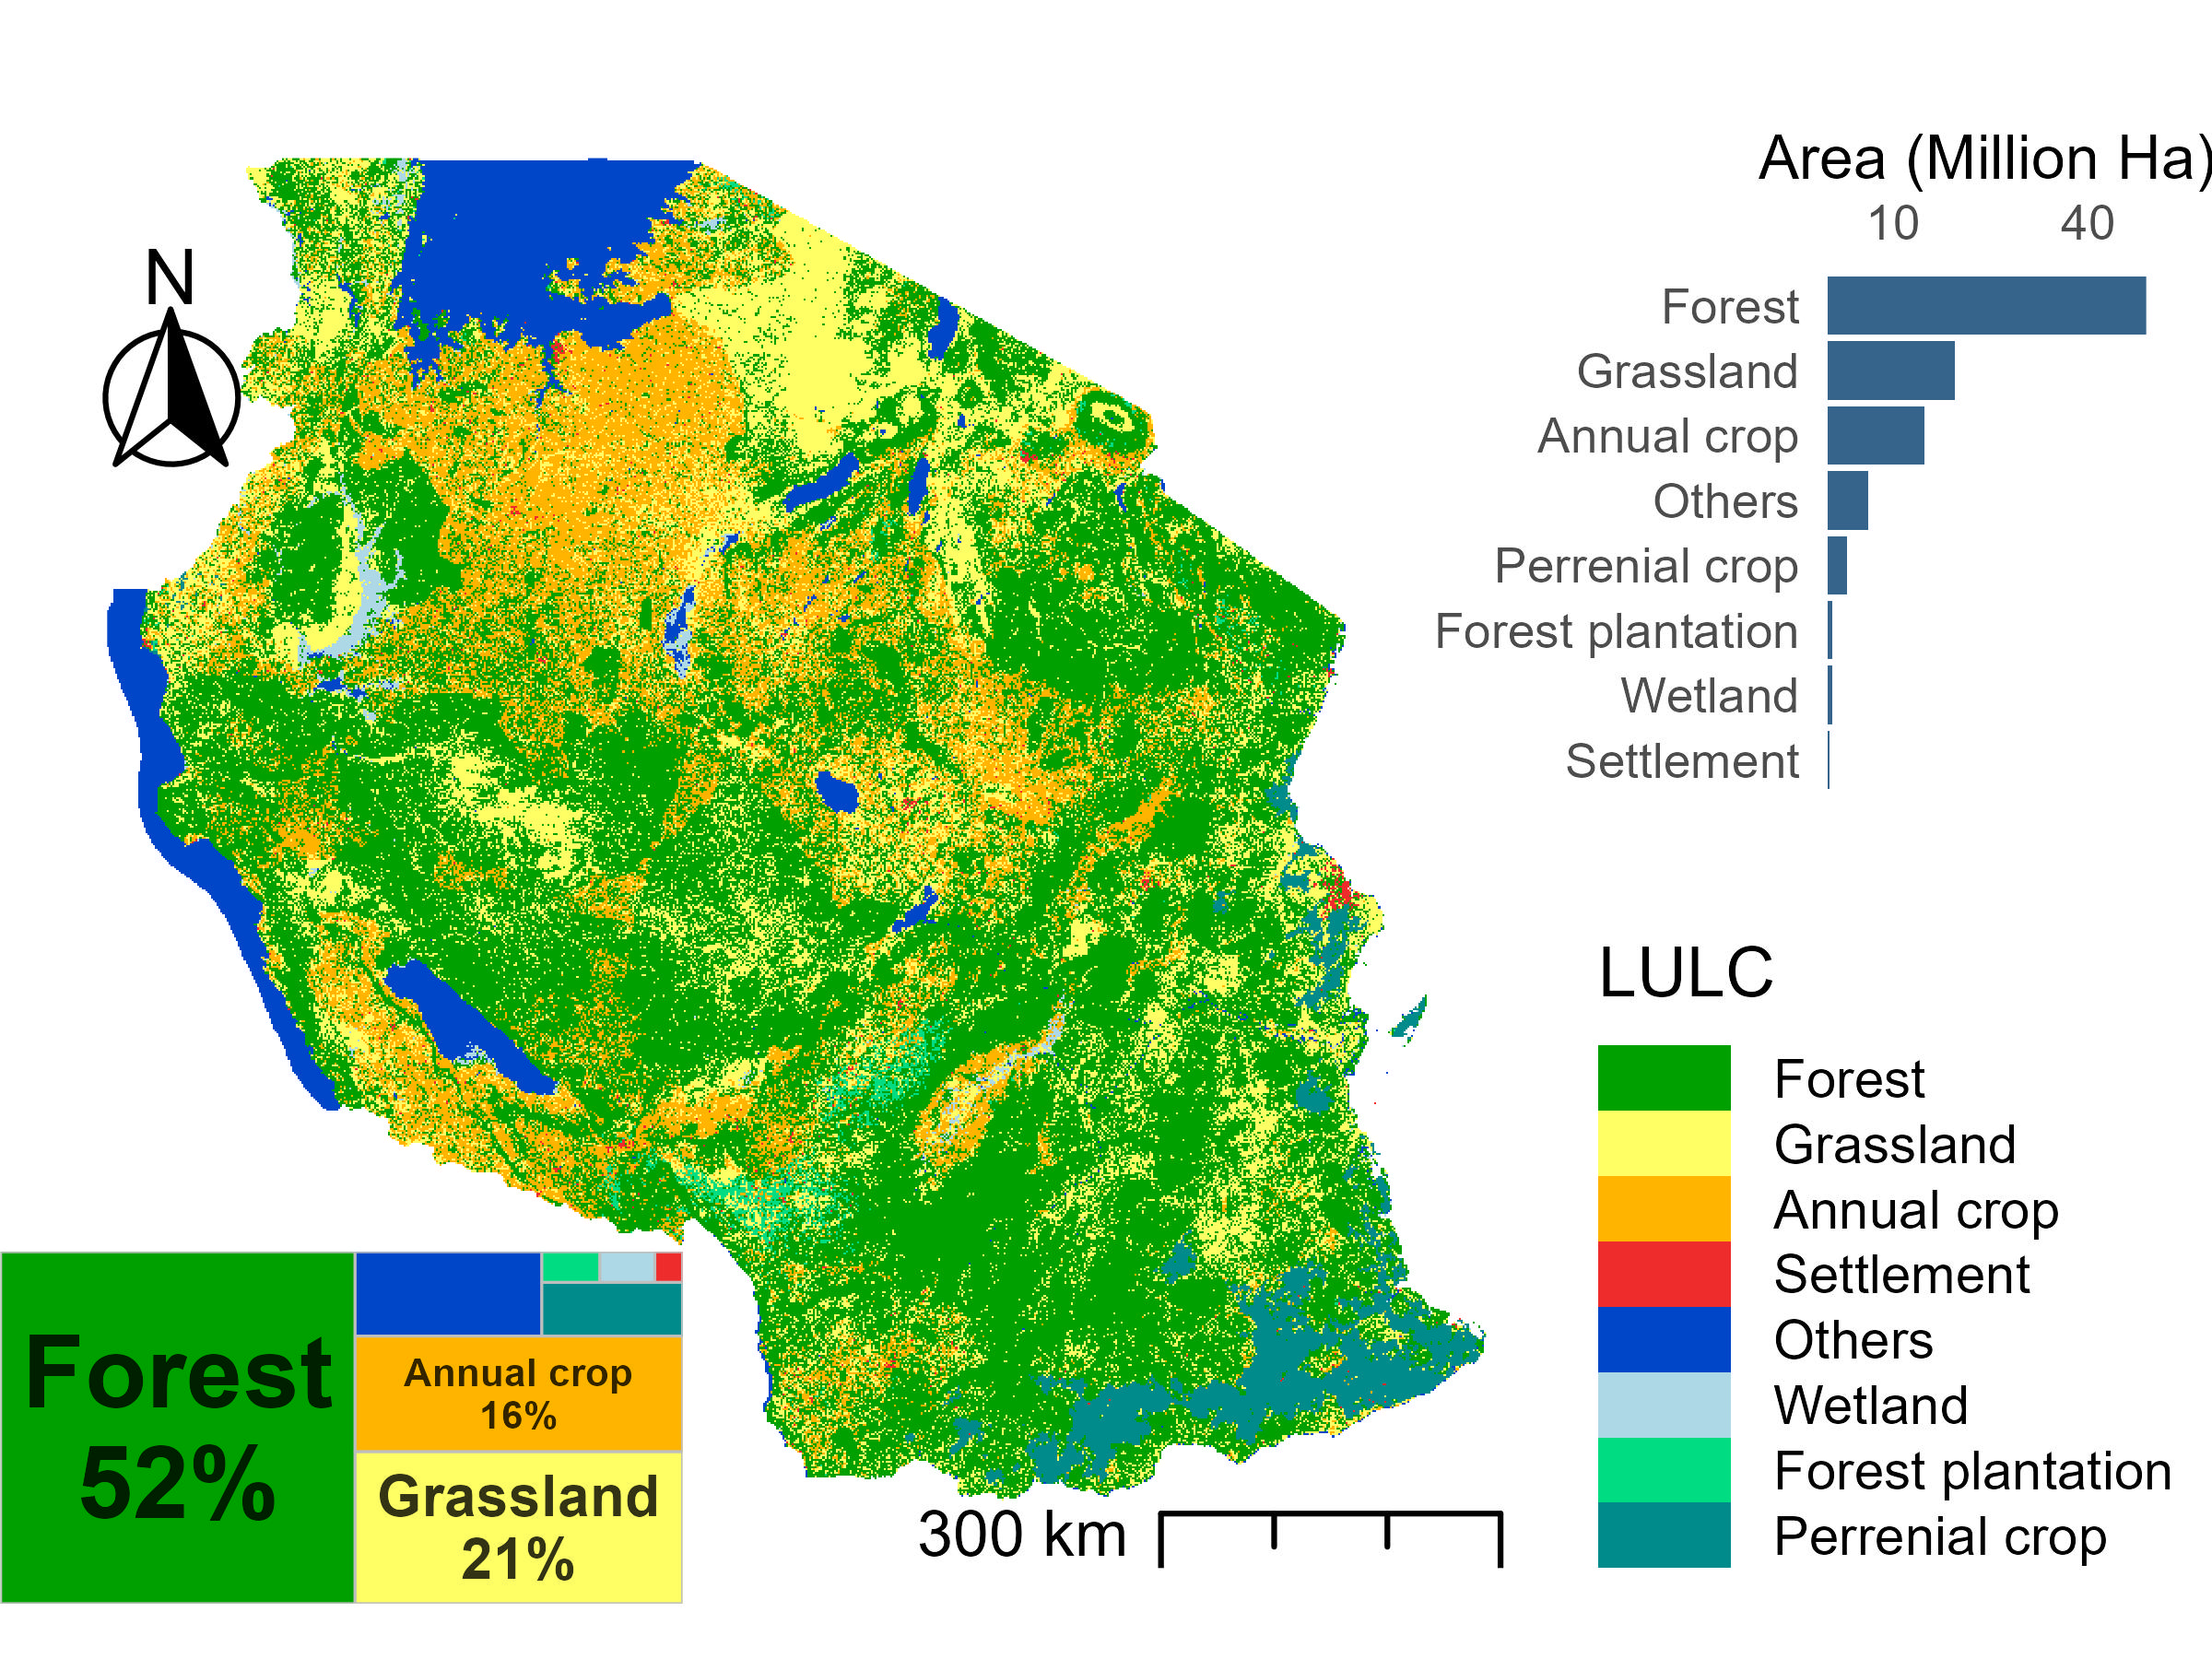 Area (Million Ha)
10 40
Forest
Grassland
Annual crop
Others
Perrenial crop
Forest plantation
Wetland
Settlement
N
LULC
Forest
Grassland
Annual crop
Settlement
Others
Wetland
Forest plantation
Perrenial crop
Forest
52%
Annual crop
16%
Grassland
21%
300 km